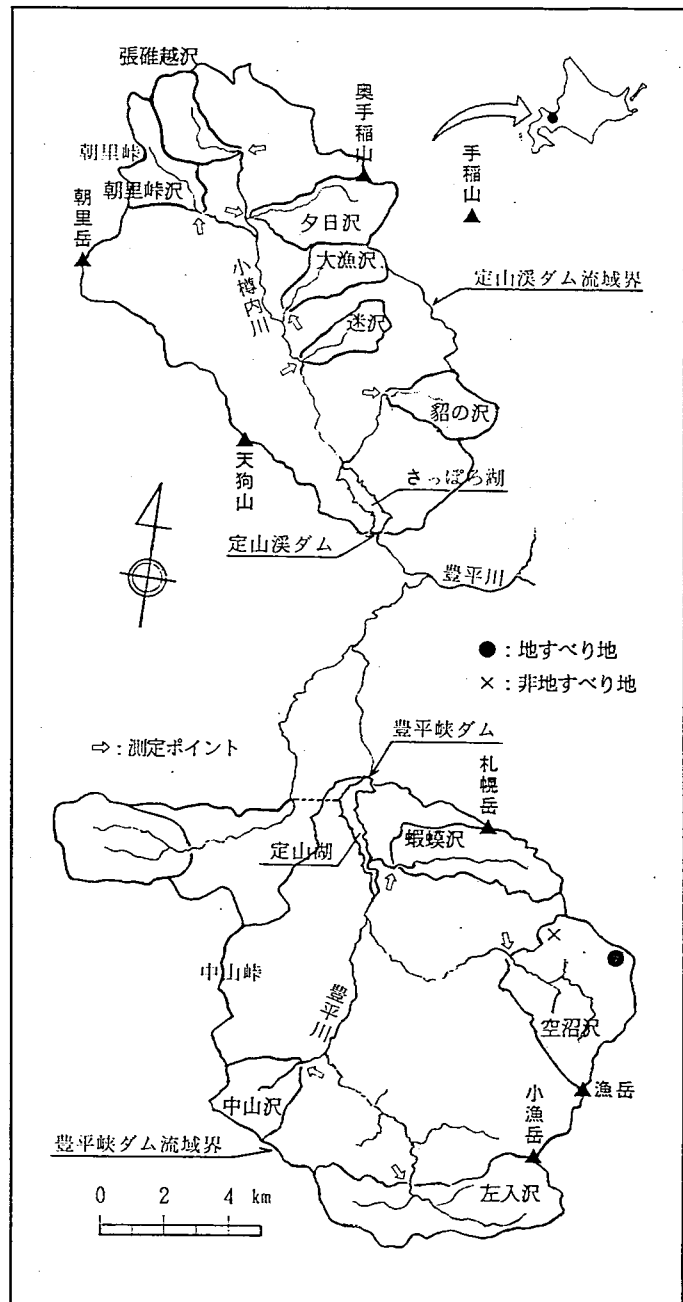 張碓越沢
奥手稲山
朝里峠
手稲山
朝里岳
朝里峠沢
夕日沢
大漁沢
定山渓ダム流域界
小樽内川
迷沢
貂の沢
天狗山
さっぽろ湖
定山渓ダム
豊平川
●：地すべり地
×：非地すべり地
⇨：測定ポイント
豊平峡ダム
札幌岳
蝦蟆沢
定山湖
中山峠
豊平川
空沼沢
漁岳
小漁岳
中山沢
豊平峡ダム流域界
左入沢
0 2 4 km